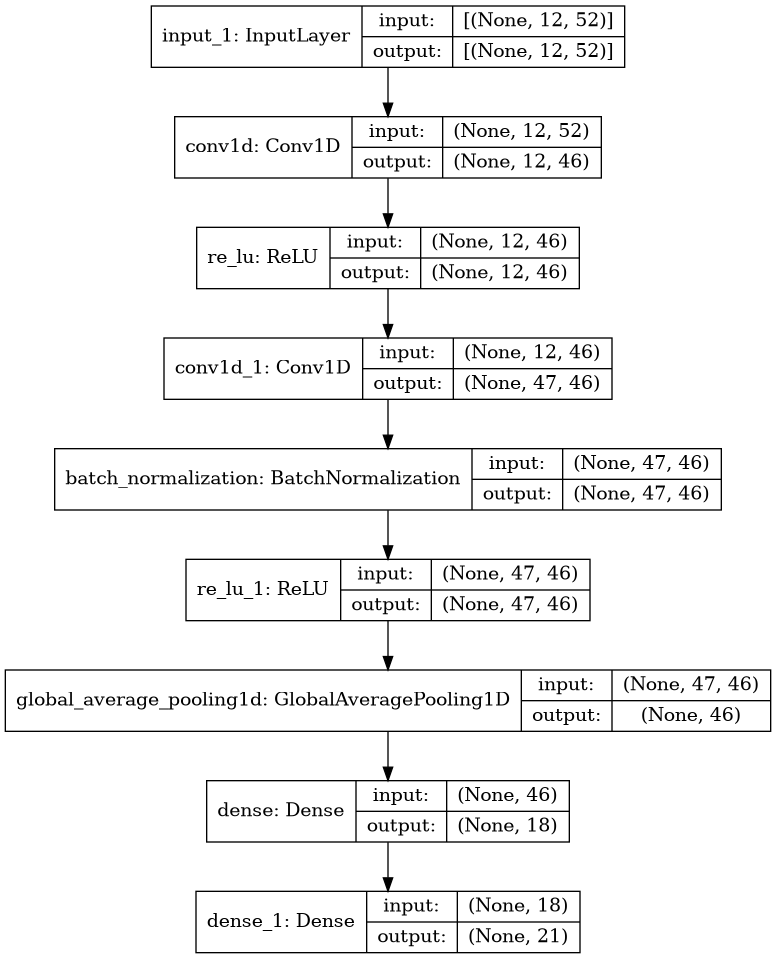 input_1: InputLayer
input:
[(None, 12, 52)]
output:
[(None, 12, 52)]
conv1d: Conv1D
input:
(None, 12, 52)
output:
(None, 12, 46)
re_lu: ReLU
input:
(None, 12, 46)
output:
(None, 12, 46)
conv1d_1: Conv1D
input:
(None, 12, 46)
output:
(None, 47, 46)
batch_normalization: BatchNormalization
input:
(None, 47, 46)
output:
(None, 47, 46)
re_lu_1: ReLU
input:
(None, 47, 46)
output:
(None, 47, 46)
global_average_pooling1d: GlobalAveragePooling1D
input:
(None, 47, 46)
output:
(None, 46)
dense: Dense
input:
(None, 46)
output:
(None, 18)
dense_1: Dense
input:
(None, 18)
output:
(None, 21)